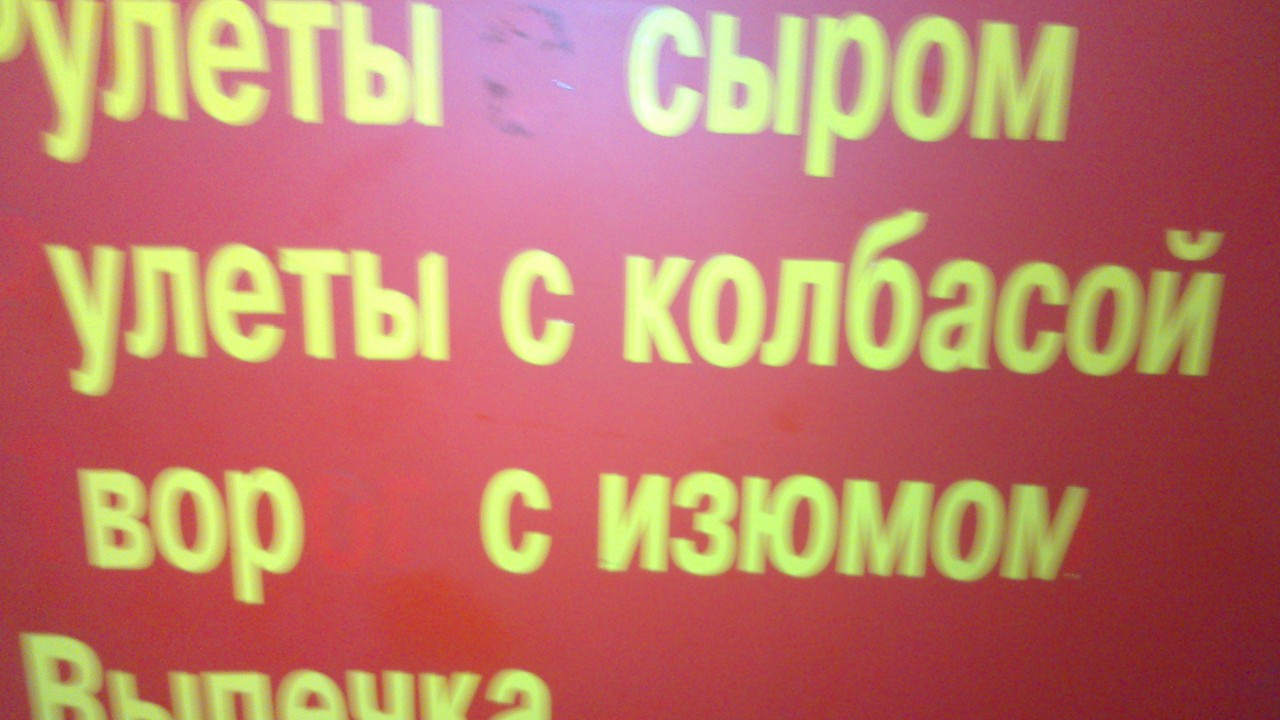 Рулеты сыром
улеты с колбасой
вор с изюмом
Выпечка